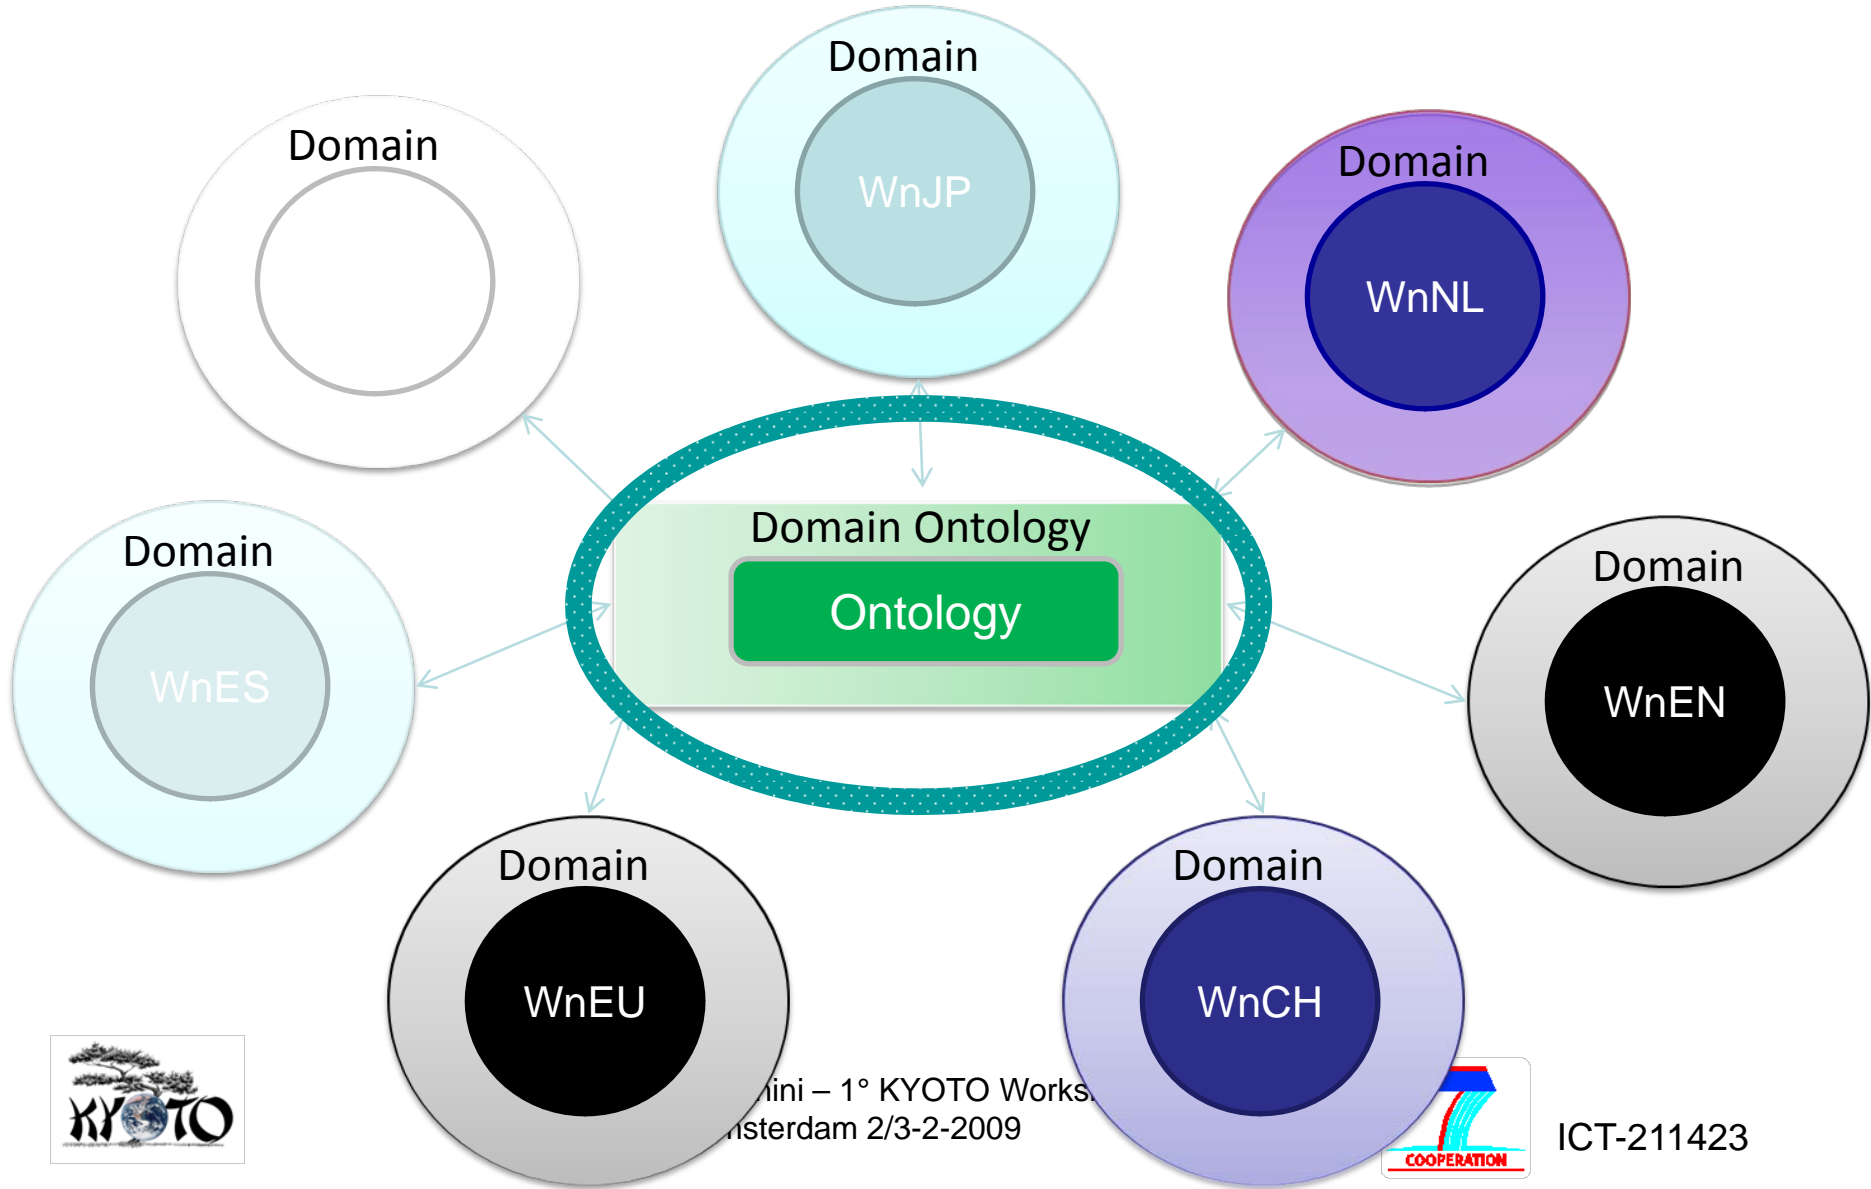 Domain
WnJP
Domain
Domain
WnNL
Domain Ontology
Ontology
Domain
WnES
Domain
WnEN
Domain
WnEU
Domain
WnCH
– 1° KYOTO
2/3-2-2009
KYOTO
COOPERATION
ICT-211423